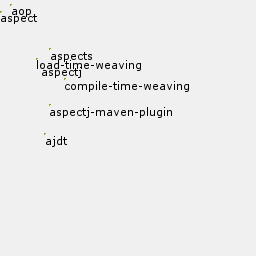 aop
aspect
aspects
load-time-weaving
aspectj
compile-time-weaving
aspectj-maven-plugin
ajdt